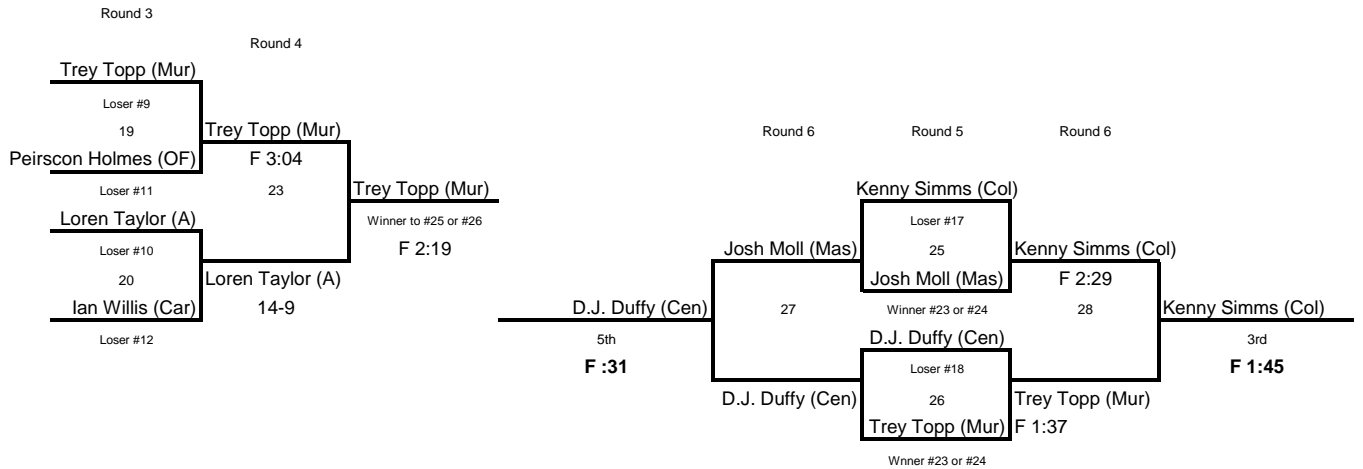 Round 3
Round 4
Trey Topp (Mur)
Loser #9
19
Trey Topp (Mur)
Round 6
Round 5
Round 6
Peirscon Holmes (OF)
F 3:04
Loser #11
23
Trey Topp (Mur)
Kenny Simms (Col)
Loren Taylor (A)
Winner to #25 or #26
Loser #17
Loser #10
F 2:19
Josh Moll (Mas)
25
Kenny Simms (Col)
20
Loren Taylor (A)
Josh Moll (Mas)
F 2:29
Ian Willis (Car)
14-9
D.J. Duffy (Cen)
27
Winner #23 or #24
28
Kenny Simms (Col)
Loser #12
5th
D.J. Duffy (Cen)
3rd
F :31
Loser #18
F 1:45
D.J. Duffy (Cen)
26
Trey Topp (Mur)
Trey Topp (Mur)
F 1:37
Wnner #23 or #24